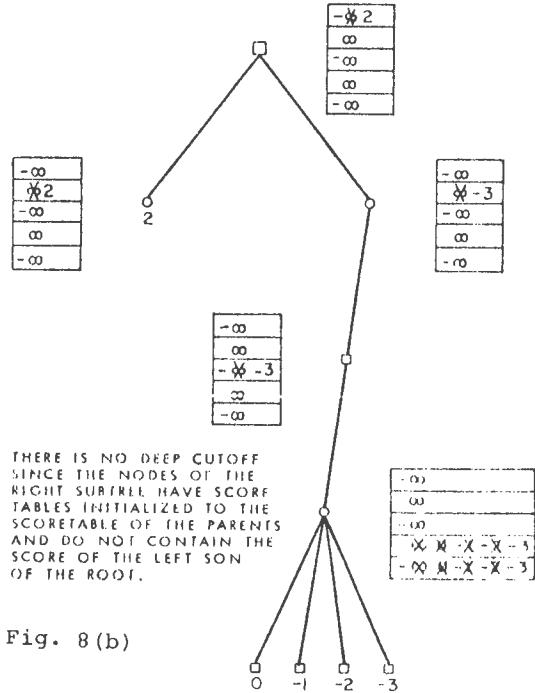 -∞ 2
∞
-∞
∞
-∞
-∞
∞ 2
-∞
∞
-∞
2
-∞
∞ -3
-∞
∞
-∞
-∞
∞
-∞ -3
∞
-∞
THERE IS NO DEEP CUTOFF
SINCE THE NODES OF THE
RIGHT SUBTREE HAVE SCORE
TABLES INITIALIZED TO THE
SCORETABLE OF THE PARENTS
AND DO NOT CONTAIN THE
SCORE OF THE LEFT SON
OF THE ROOT.
-∞
∞
-∞
-3
-∞ -3
Fig. 8(b)
0 -1 -2 -3